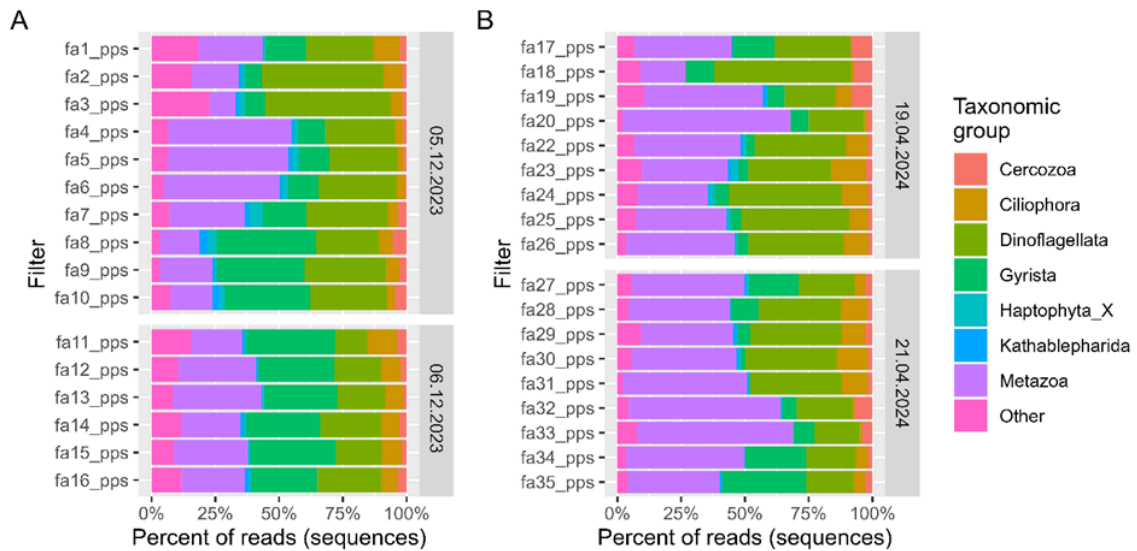 A
Filter
fa1_pps
fa2_pps
fa3_pps
fa4_pps
fa5_pps
fa6_pps
fa7_pps
fa8_pps
fa9_pps
fa10_pps
05.12.2023
fa11_pps
fa12_pps
fa13_pps
fa14_pps
fa15_pps
fa16_pps
06.12.2023
0% 25% 50% 75% 100%
Percent of reads (sequences)
B
Filter
fa17_pps
fa18_pps
fa19_pps
fa20_pps
fa22_pps
fa23_pps
fa24_pps
fa25_pps
fa26_pps
19.04.2024
fa27_pps
fa28_pps
fa29_pps
fa30_pps
fa31_pps
fa32_pps
fa33_pps
fa34_pps
fa35_pps
21.04.2024
0% 25% 50% 75% 100%
Percent of reads (sequences)
Taxonomic
group
Cercozoa
Ciliophora
Dinoflagellata
Gyrista
Haptophyta_X
Kathablepharida
Metazoa
Other